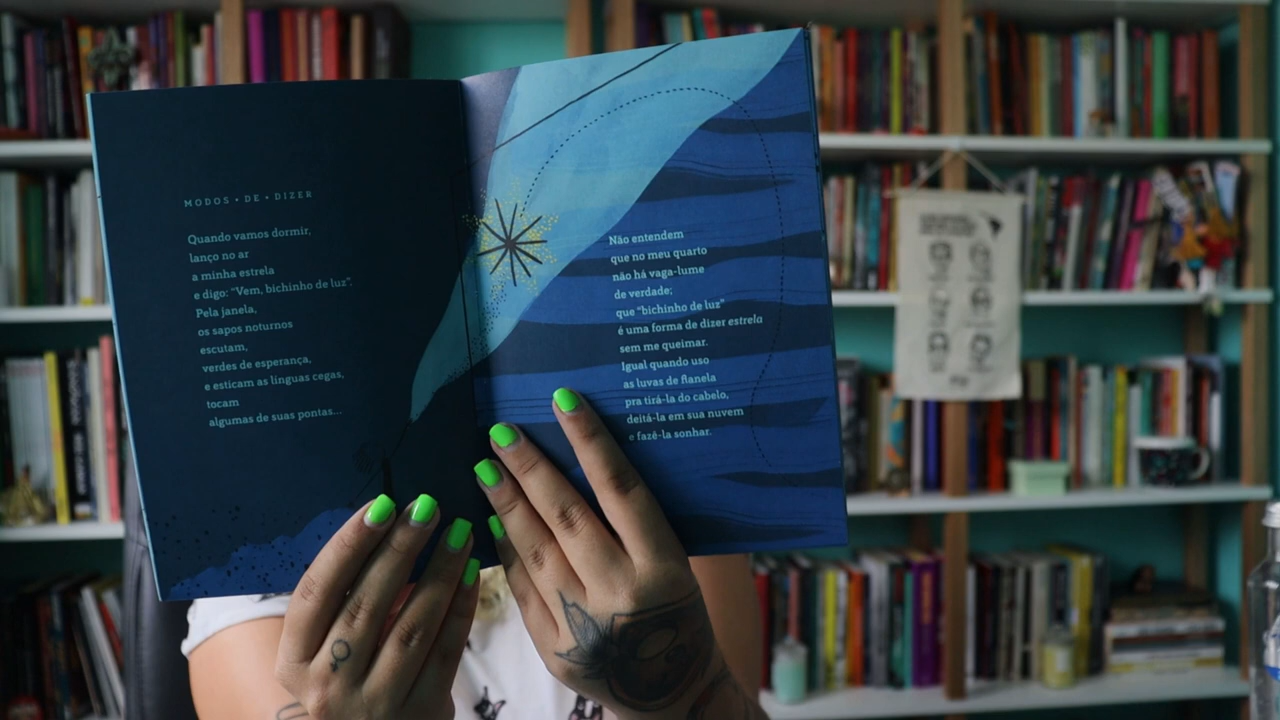 MODOS • DE • DIZER
Quando vamos dormir,
lanço no ar
a minha estrela
e digo: “Vem, bichinho de luz”.
Pela janela,
os sapos noturnos
escutam,
verdes de esperança,
e esticam as línguas cegas,
tocam
algumas de suas pontas...
Não entendem
que no meu quarto
não há vaga-lume
de verdade;
que “bichinho de luz”
é uma forma de dizer estrela
sem me queimar.
Igual quando uso
as luvas de flanela
pra tirá-la do cabelo,
deitá-la em sua nuvem
e fazê-la sonhar.